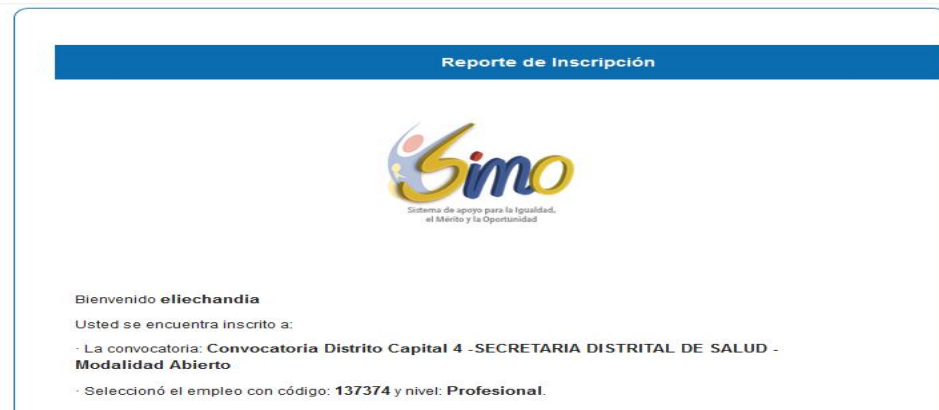 Reporte de Inscripción
Simo
Sistema de apoyo para la Igualdad,
el Mérito y la Oportunidad
Bienvenido eliechandia
Usted se encuentra inscrito a:
· La convocatoria: Convocatoria Distrito Capital 4 -SECRETARIA DISTRITAL DE SALUD -
Modalidad Abierto
· Seleccionó el empleo con código: 137374 y nivel: Profesional.